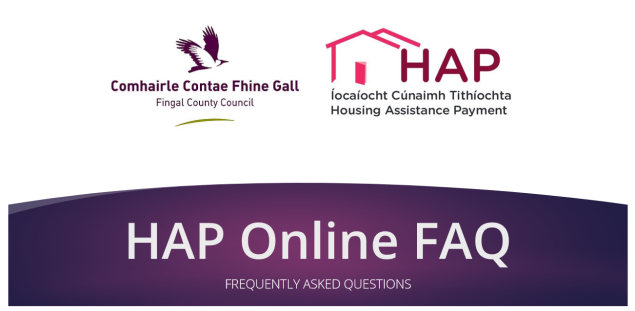 Comhairle Contae Fhine Gall
Fingal County Council
HAP
Íocaíocht Cúnaimh Tithíochta
Housing Assistance Payment
HAP Online FAQ
FREQUENTLY ASKED QUESTIONS